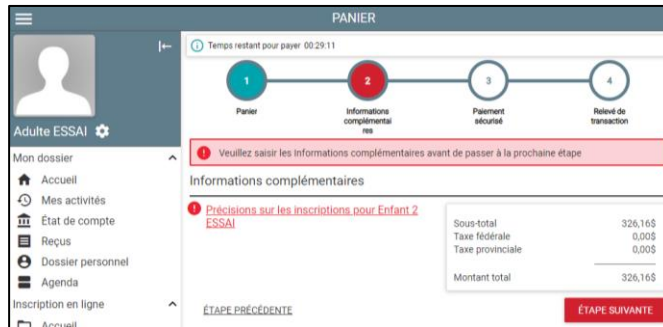 PANIER
Temps restant pour payer 00:29:11
1
2
3
4
Panier
Informations
complémentai
res
Paiement
sécurisé
Relevé de
transaction
Adulte ESSAI
Veuillez saisir les Informations complémentaires avant de passer à la prochaine étape
Mon dossier
Accueil
Mes activités
État de compte
Reçus
Dossier personnel
Agenda
Inscription en ligne
Accueil
Informations complémentaires
Précisions sur les inscriptions pour Enfant 2
ESSAI
Sous-total 326,16$
Taxe fédérale 0,00$
Taxe provinciale 0,00$
Montant total 326,16$
ÉTAPE PRÉCÉDENTE
ÉTAPE SUIVANTE